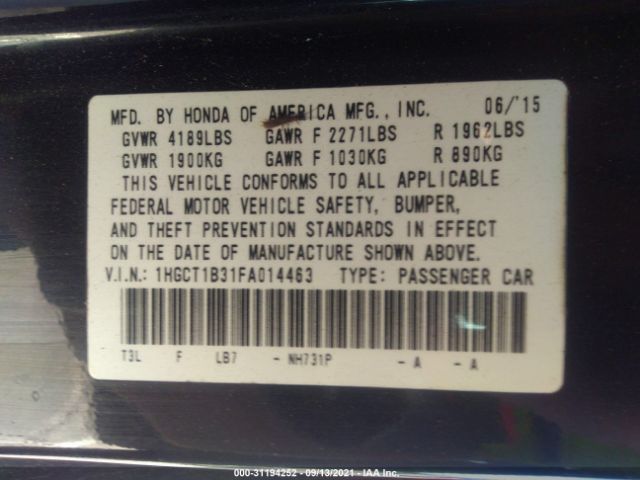 MFD. BY HONDA OF AMERICA MFG., INC. 06/'15
GVWR 4189LBS GAWR F 2271LBS R 1962LBS
GVWR 1900KG GAWR F 1030KG R 890KG
THIS VEHICLE CONFORMS TO ALL APPLICABLE
FEDERAL MOTOR VEHICLE SAFETY, BUMPER,
AND THEFT PREVENTION STANDARDS IN EFFECT
ON THE DATE OF MANUFACTURE SHOWN ABOVE.
V.I.N.: 1HGCT1B31FA014463 TYPE: PASSENGER CAR
T3L F LB7 - NH731P - A - A
000-31194252 - 09/13/2021 - IAA Inc.